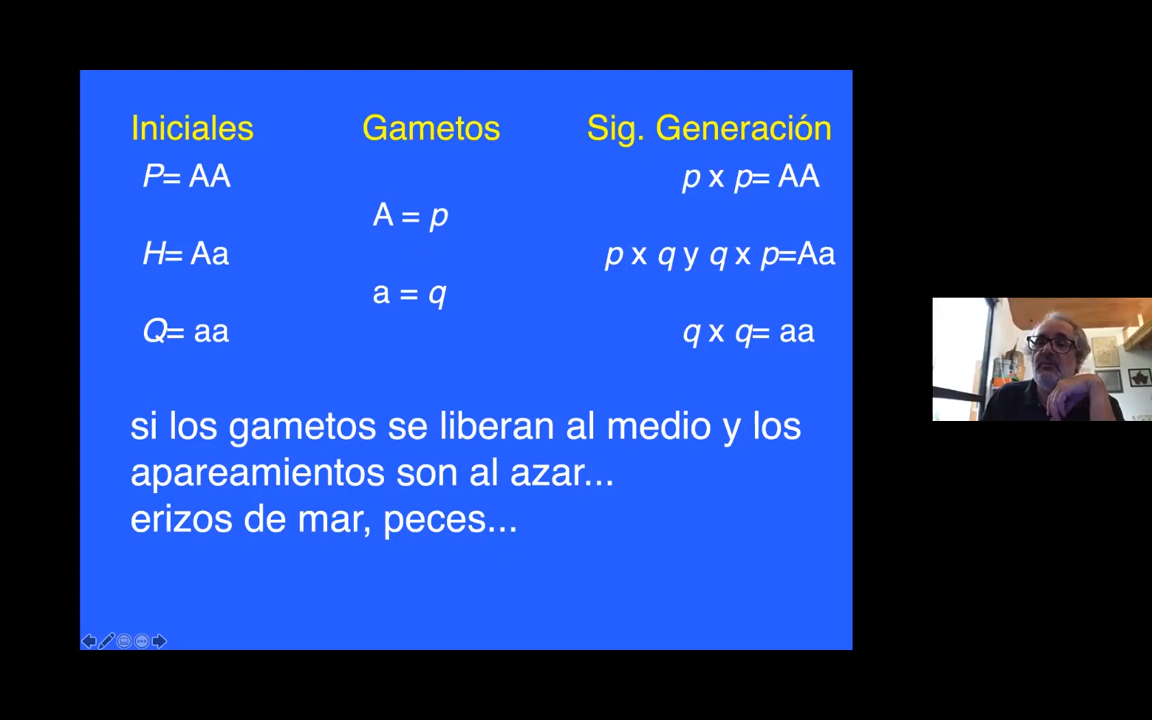 Iniciales Gametos Sig. Generación
P= AA p x p= AA
A = p
H= Aa p x q y q x p=Aa
a = q
Q= aa q x q= aa
si los gametos se liberan al medio y los
apareamientos son al azar...
erizos de mar, peces...